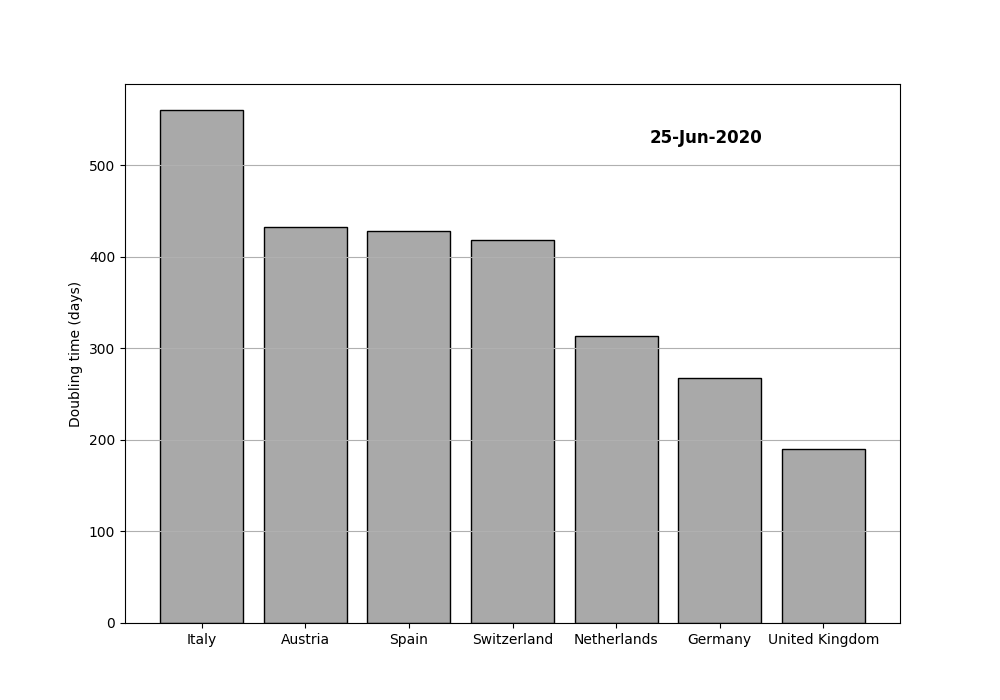 25-Jun-2020
Doubling time (days)
500
400
300
200
100
0
Italy Austria Spain Switzerland Netherlands Germany United Kingdom